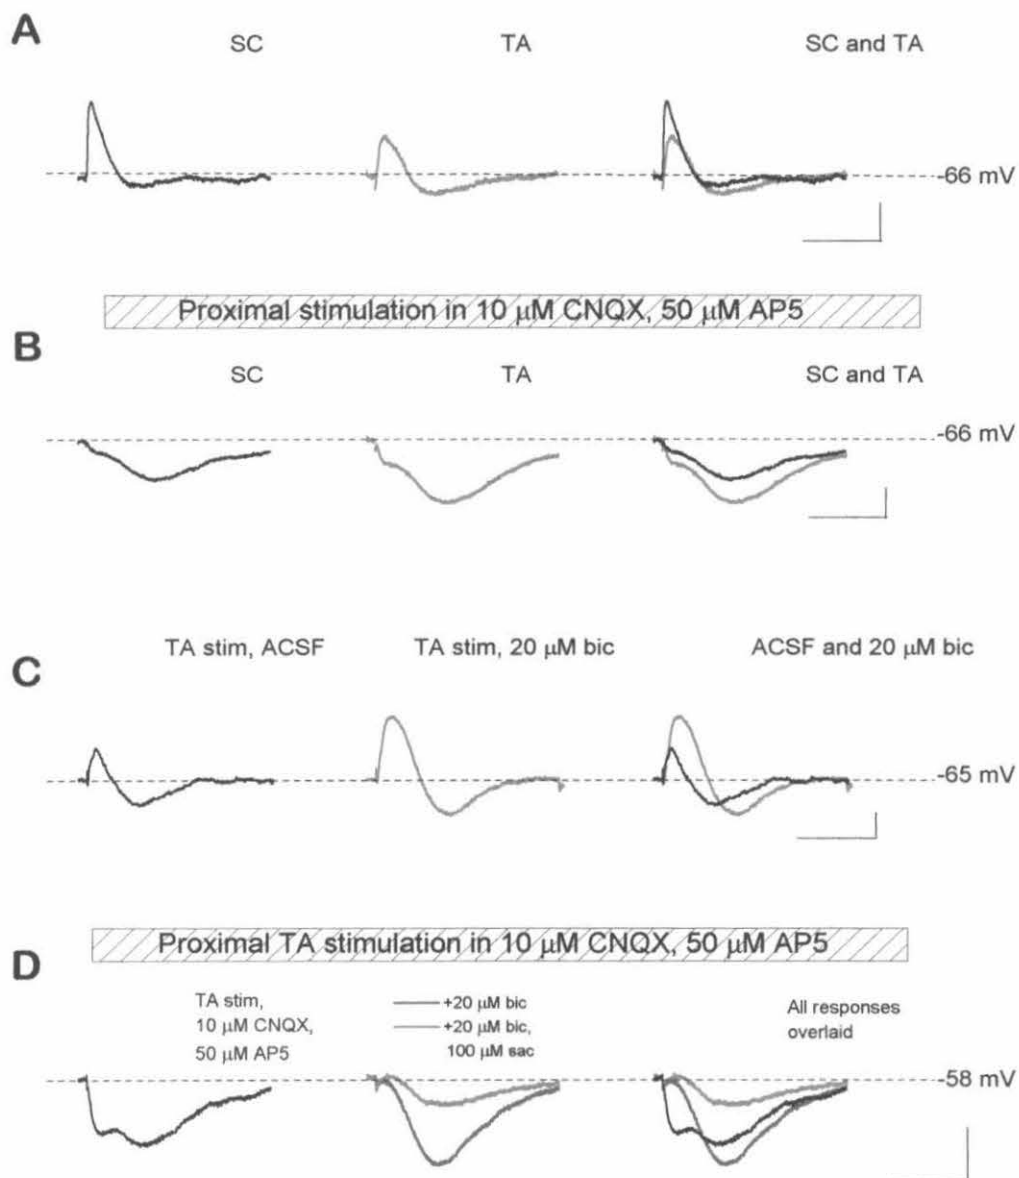 A
SC TA SC and TA
-66 mV
Proximal stimulation in 10 μM CNQX, 50 μM AP5
B
SC TA SC and TA
-66 mV
C
TA stim, ACSF TA stim, 20 μM bic ACSF and 20 μM bic
-65 mV
Proximal TA stimulation in 10 μM CNQX, 50 μM AP5
D
TA stim,
10 μM CNQX,
50 μM AP5
+20 μM bic
+20 μM bic,
100 μM sac
All responses
overlaid
-58 mV